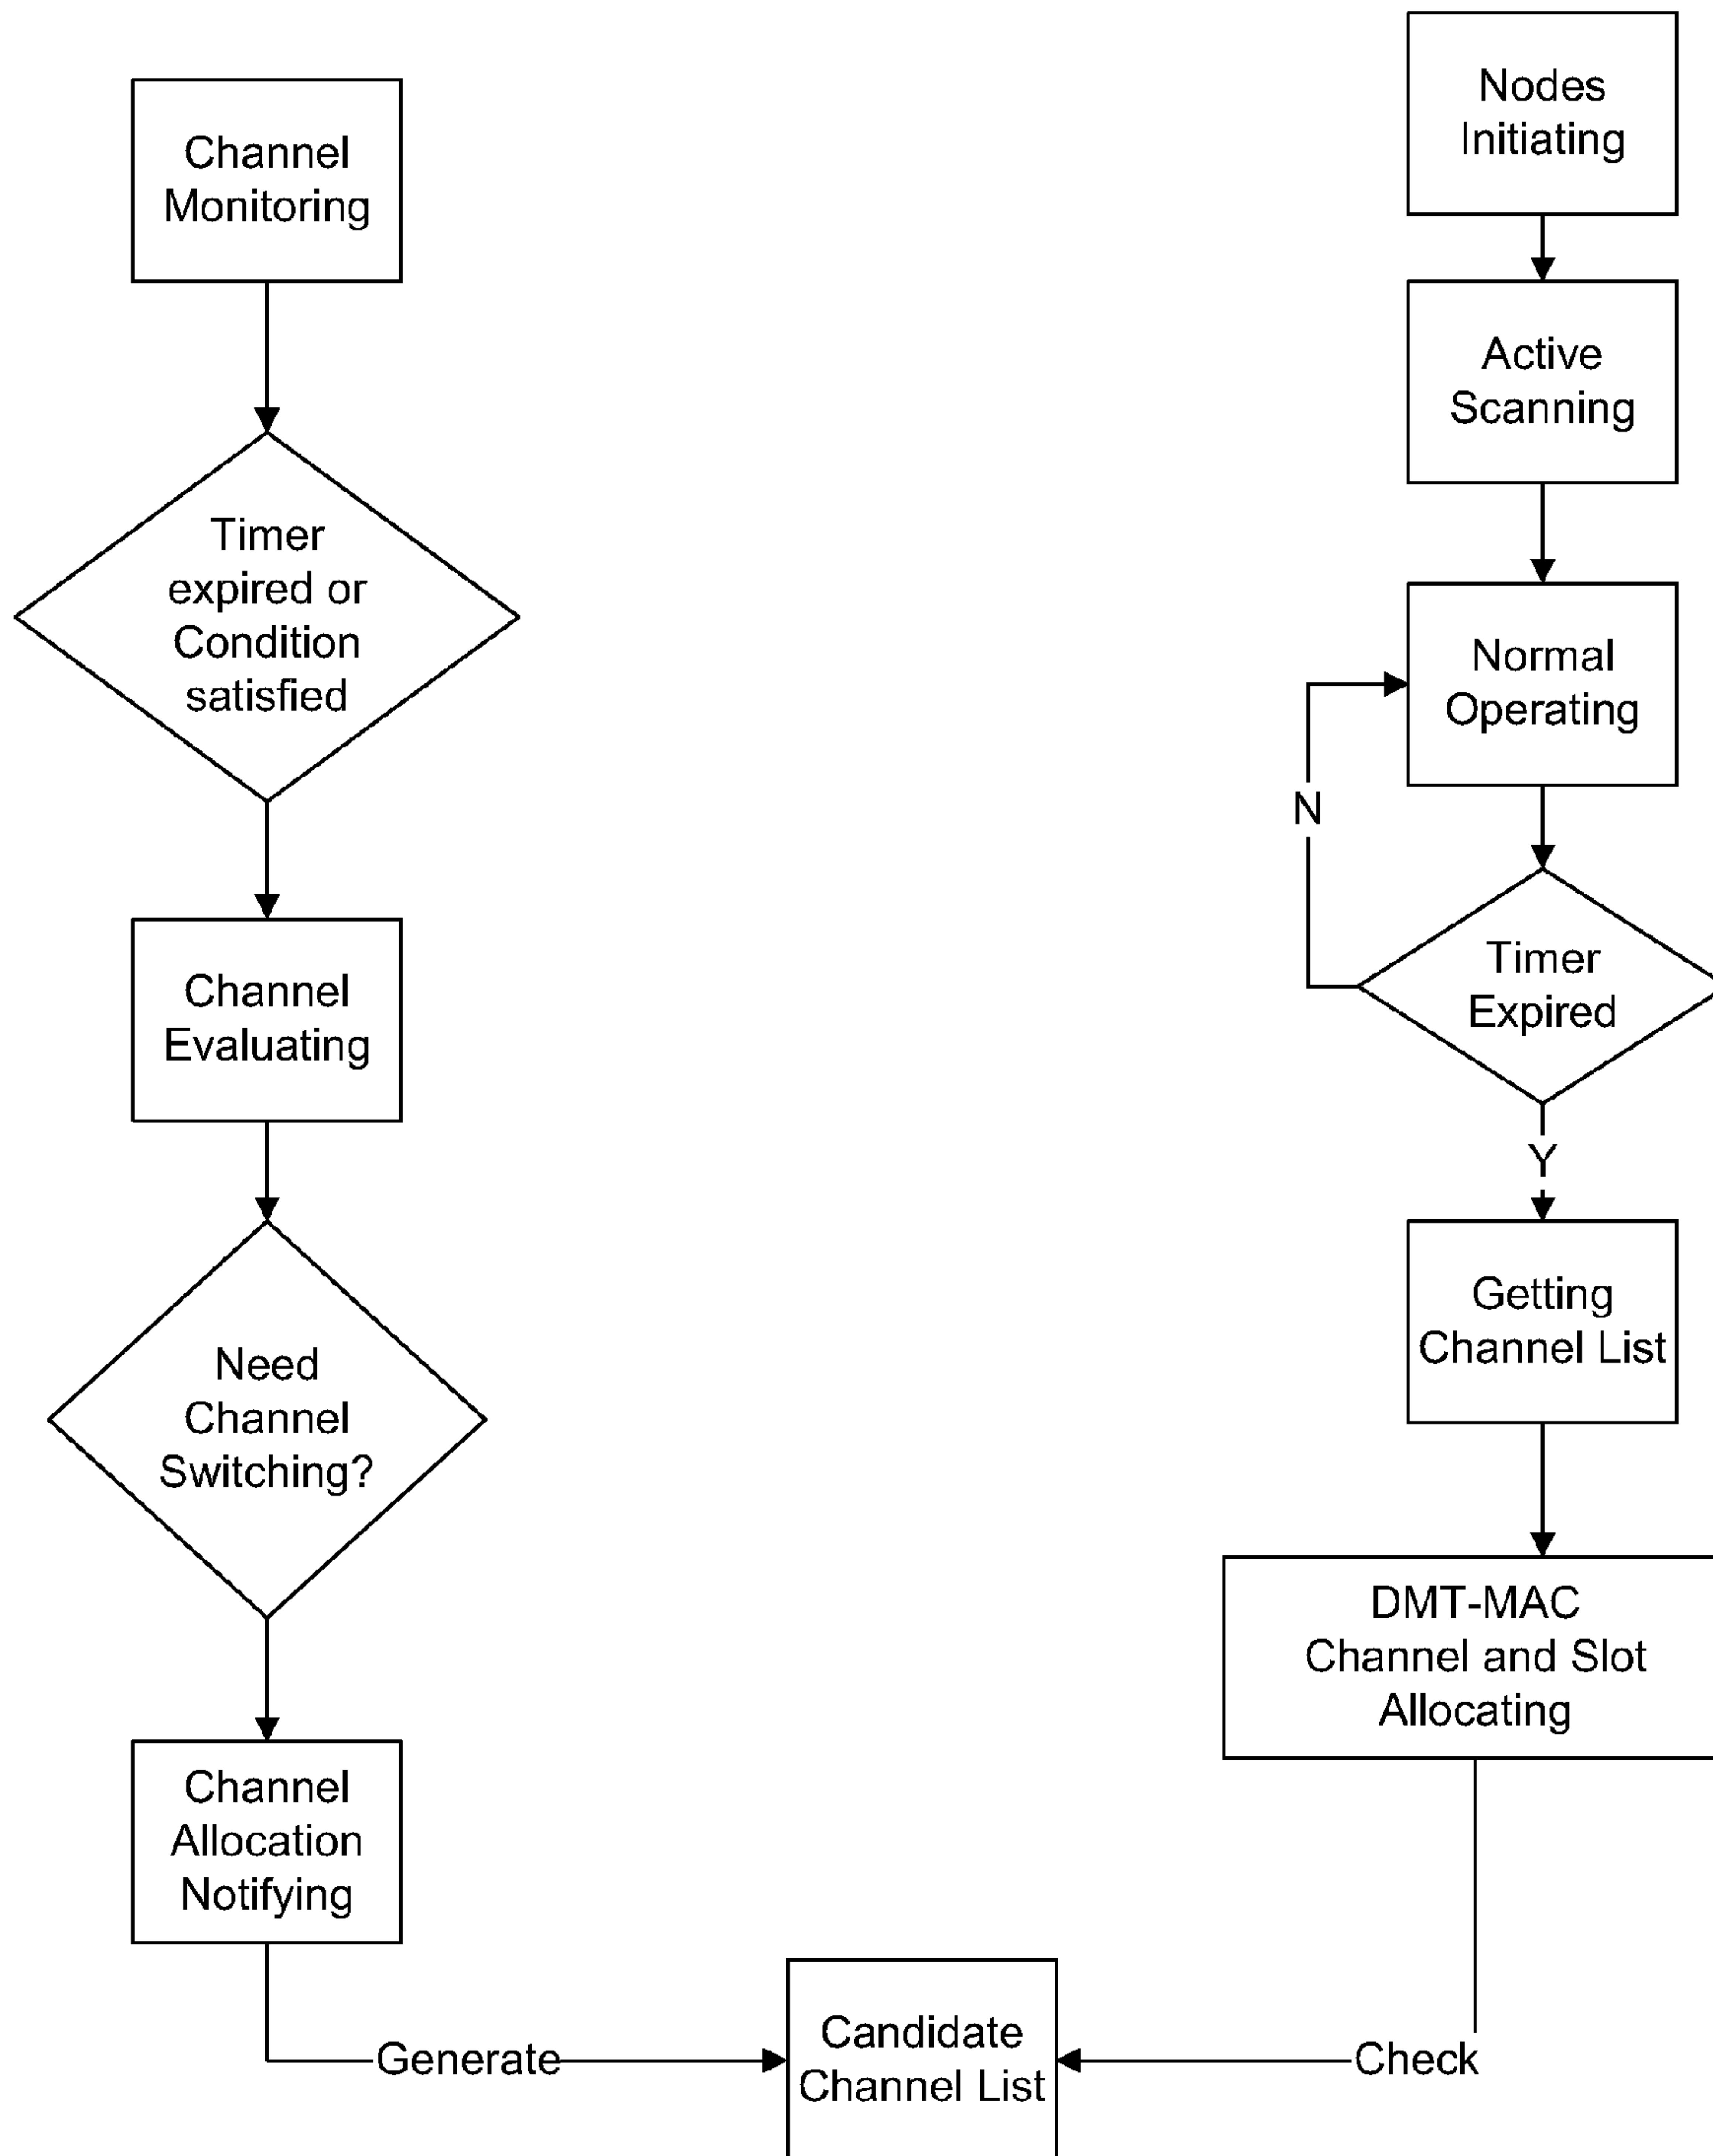 Channel
Monitoring
Timer
expired or
Condition
satisfied
Channel
Evaluating
Need
Channel
Switching?
Channel
Allocation
Notifying
Generate
Candidate
Channel List
Nodes
Initiating
Active
Scanning
Normal
Operating
N
Timer
Expired
Y
Getting
Channel List
DMT-MAC
Channel and Slot
Allocating
Check